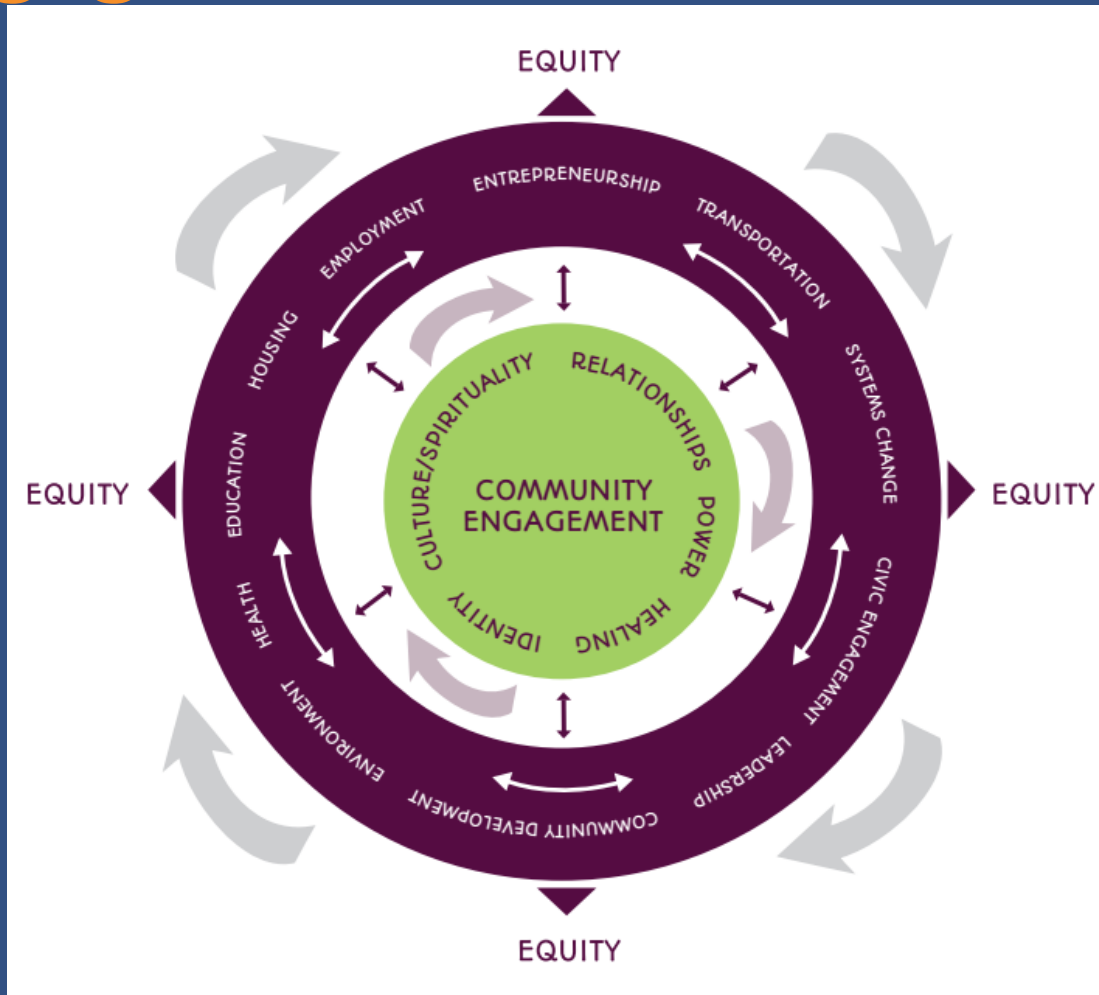 EQUITY
ENTREPRENEURSHIP
TRANSPORTATION
SYSTEMS CHANGE
CIVIC ENGAGEMENT
LEADERSHIP
COMMUNITY DEVELOPMENT
ENVIRONMENT
HEALTH
EDUCATION
HOUSING
EMPLOYMENT
EQUITY
EQUITY
RELATIONSHIPS
POWER
HEALING
IDENTITY
CULTURE/SPIRITUALITY
COMMUNITY
ENGAGEMENT
EQUITY